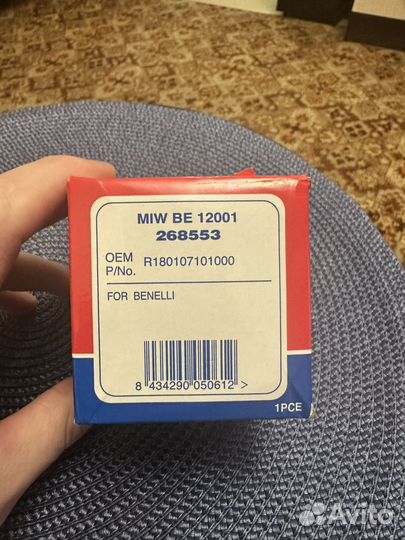 MIW BE 12001
268553
OEM R180107101000
P/No.
FOR BENELLI
8 434290 050612 >
1PCE
Avito